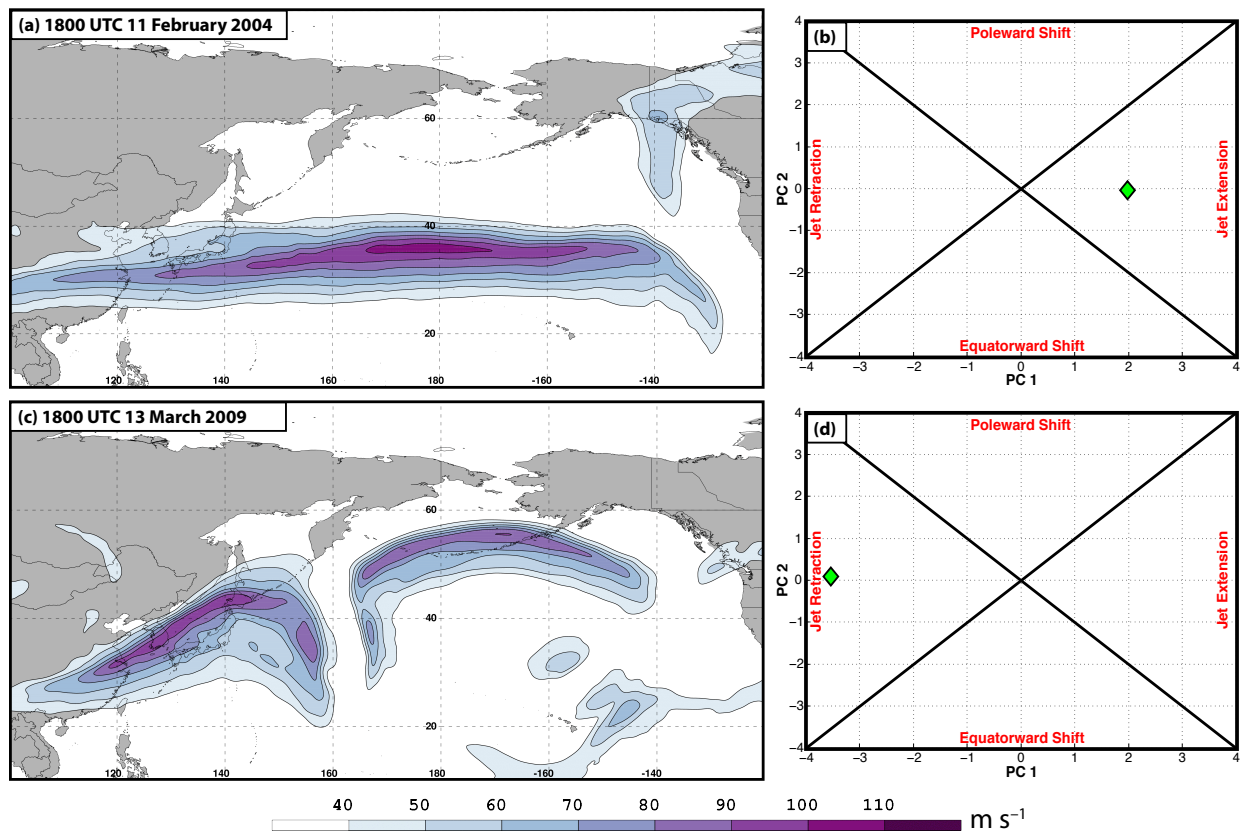 (a) 1800 UTC 11 February 2004
60
40
20
120
140
160
180
-160
-140
(b)
Poleward Shift
Jet Retraction
Jet Extension
Equatorward Shift
PC 2
4
3
2
1
0
−1
−2
−3
−4
−4 −3 −2 −1 0 1 2 3 4
PC 1
(c) 1800 UTC 13 March 2009
60
40
20
120
140
160
180
-160
-140
(d)
Poleward Shift
Jet Retraction
Jet Extension
Equatorward Shift
PC 2
4
3
2
1
0
−1
−2
−3
−4
−4 −3 −2 −1 0 1 2 3 4
PC 1
40 50 60 70 80 90 100 110 m s⁻¹